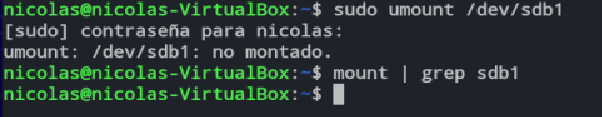 nicolas@nicolas-VirtualBox:~$ sudo umount /dev/sdb1
[sudo] contraseña para nicolas:
umount: /dev/sdb1: no montado.
nicolas@nicolas-VirtualBox:~$ mount | grep sdb1
nicolas@nicolas-VirtualBox:~$